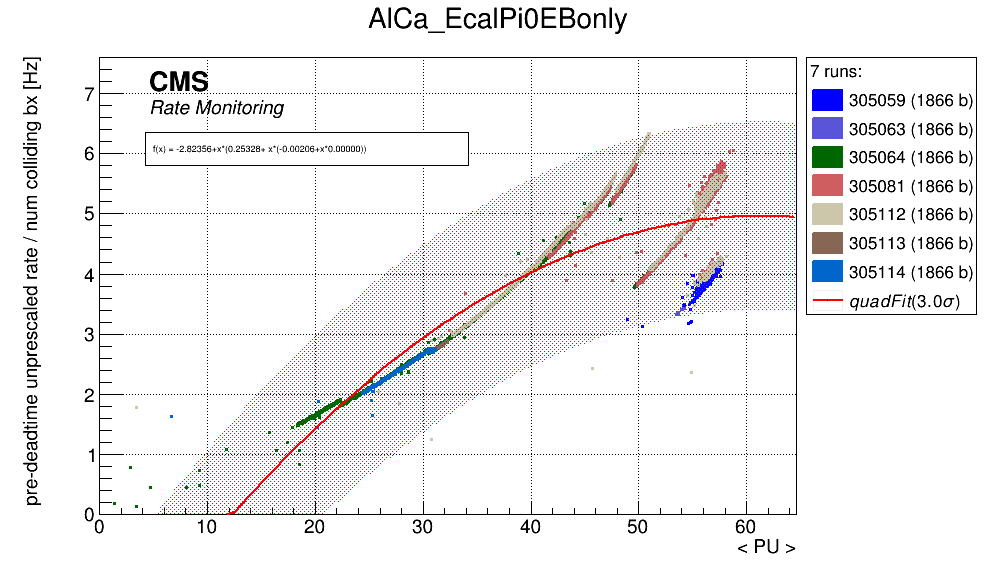 AlCa_EcalPi0EBonly
pre-deadtime unprescaled rate / num colliding bx [Hz]
CMS
Rate Monitoring
f(x) = -2.82356+x*(0.25328+ x*(-0.00206+x*0.00000))
7
6
5
4
3
2
1
0
0 10 20 30 40 50 60
< PU >
7 runs:
305059 (1866 b)
305063 (1866 b)
305064 (1866 b)
305081 (1866 b)
305112 (1866 b)
305113 (1866 b)
305114 (1866 b)
quadFit(3.0σ)